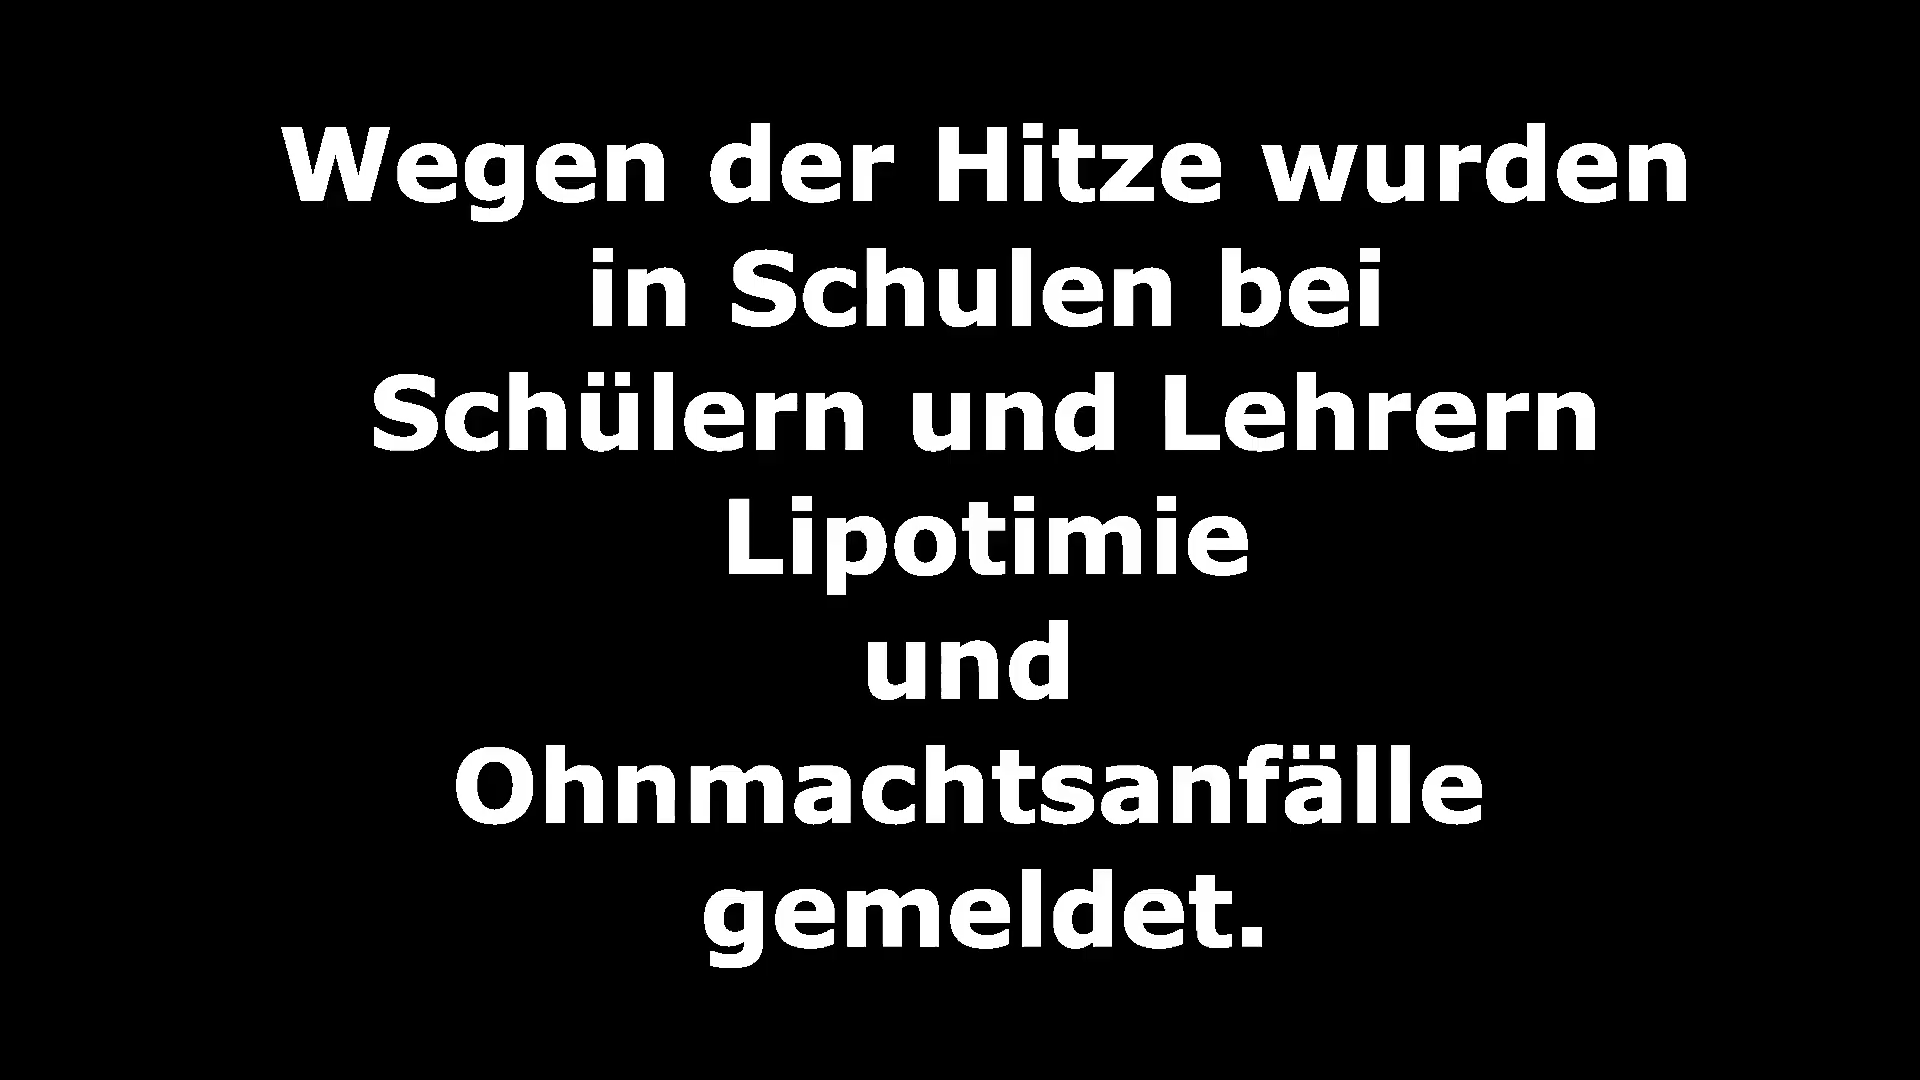 Wegen der Hitze wurden
in Schulen bei
Schülern und Lehrern
Lipotimie
und
Ohnmachtsanfälle
gemeldet.